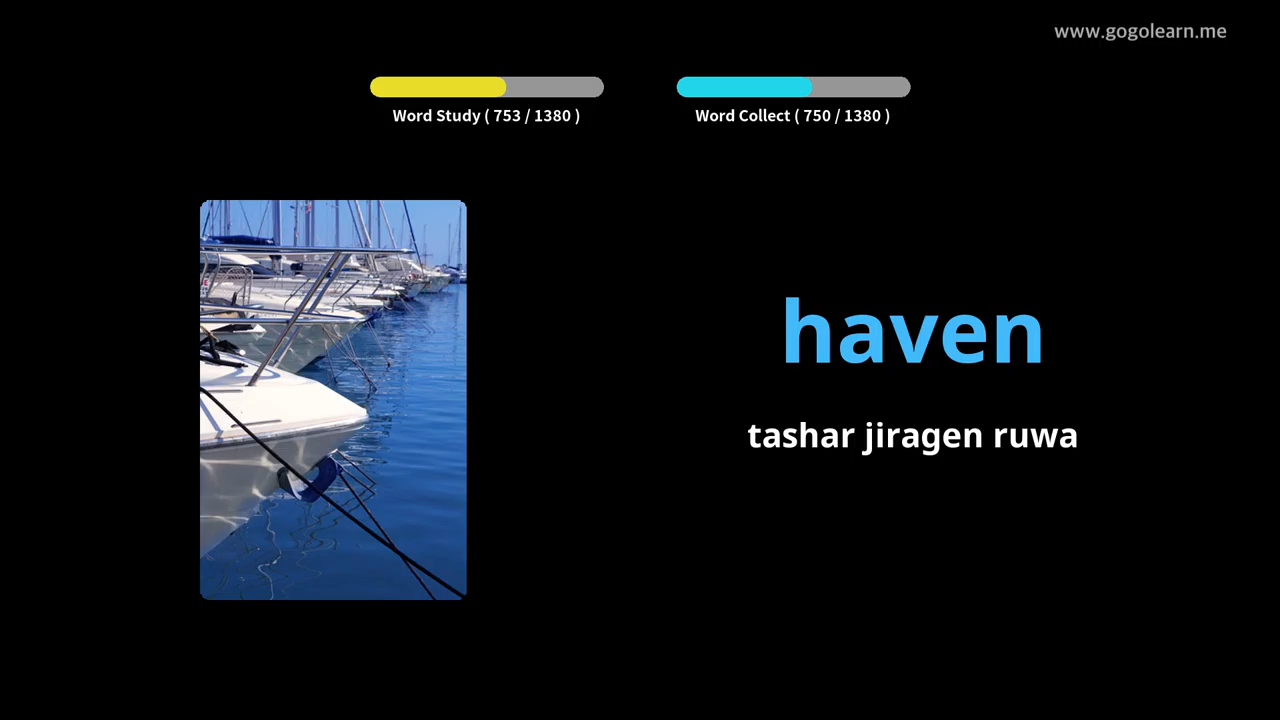 www.gogolearn.me
Word Study ( 753 / 1380 )
Word Collect ( 750 / 1380 )
haven
tashar jiragen ruwa